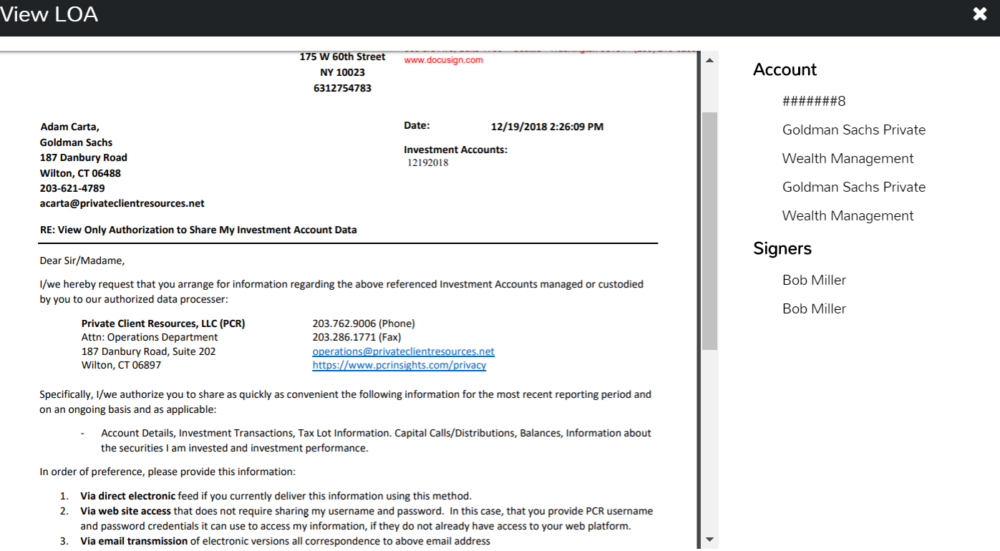 View LOA
175 W 60th Street
www.docusign.com
NY 10023
6312754783
Adam Carta,
Goldman Sachs
187 Danbury Road
Wilton, CT 06488
203-621-4789
acarta@privateclientresources.net
Date: 12/19/2018 2:26:09 PM
Investment Accounts:
12192018
RE: View Only Authorization to Share My Investment Account Data
Dear Sir/Madame,
I/we hereby request that you arrange for information regarding the above referenced Investment Accounts managed or custodied
by you to our authorized data processer:
Private Client Resources, LLC (PCR) 203.762.9006 (Phone)
Attn: Operations Department 203.286.1771 (Fax)
187 Danbury Road, Suite 202 operations@privateclientresources.net
Wilton, CT 06897 https://www.pcrinsights.com/privacy
Specifically, I/we authorize you to share as quickly as convenient the following information for the most recent reporting period and
on an ongoing basis and as applicable:
- Account Details, Investment Transactions, Tax Lot Information. Capital Calls/Distributions, Balances, Information about
the securities I am invested and investment performance.
In order of preference, please provide this information:
1. Via direct electronic feed if you currently deliver this information using this method.
2. Via web site access that does not require sharing my username and password. In this case, that you provide PCR username
and password credentials it can use to access my information, if they do not already have access to your web platform.
3. Via email transmission of electronic versions all correspondence to above email address
Account
#######8
Goldman Sachs Private
Wealth Management
Goldman Sachs Private
Wealth Management
Signers
Bob Miller
Bob Miller